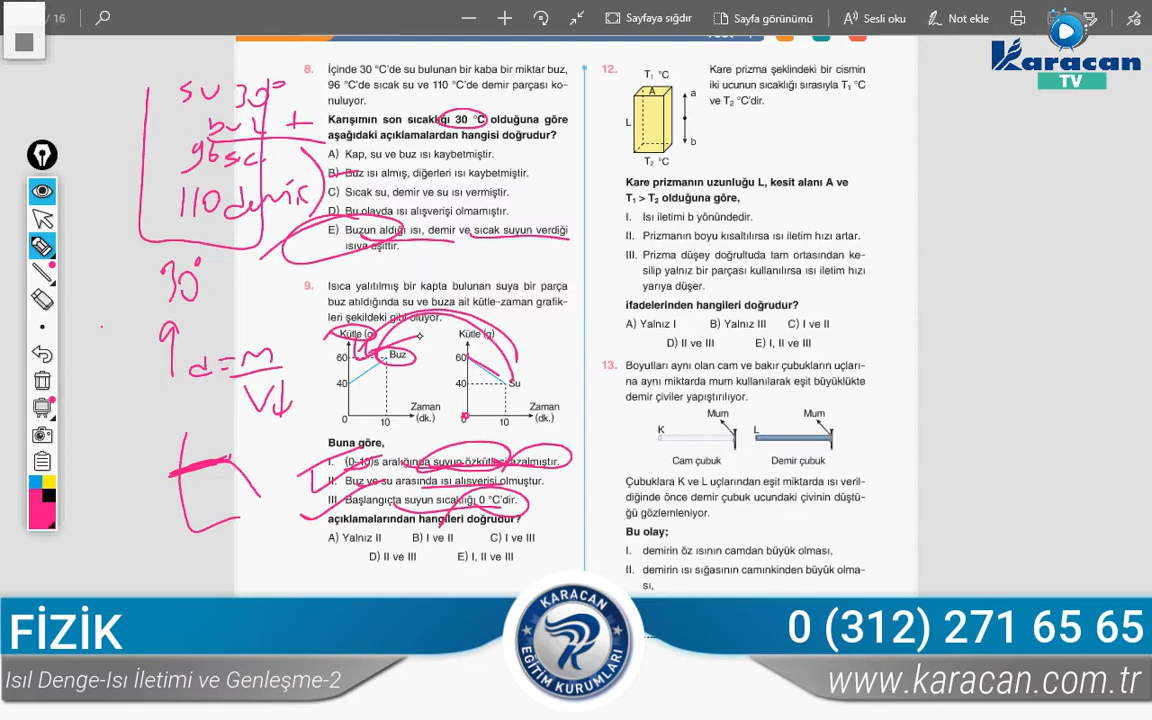 / 16
Sayfaya sığdır
Sayfa görünümü
Sesli oku
Not ekle
Karacan
TV
8. İçinde 30 °C'de su bulunan bir kaba bir miktar buz,
96 °C'de sıcak su ve 110 °C'de demir parçası ko-
nuluyor.
Karışımın son sıcaklığı 30 °C olduğuna göre
aşağıdaki açıklamalardan hangisi doğrudur?
A) Kap, su ve buz ısı kaybetmiştir.
B) Buz ısı almış, diğerleri ısı kaybetmiştir.
C) Sıcak su, demir ve su ısı vermiştir.
D) Bu olayda ısı alışverişi olmamıştır.
E) Buzun aldığı ısı, demir ve sıcak suyun verdiği
ısıya eşittir.
su 30°
buz +
96 sc.
110 demir
30°
d = m
V
9. Isıca yalıtılmış bir kapta bulunan suya bir parça
buz atıldığında su ve buza ait kütle-zaman grafik-
leri şekildeki gibi oluyor.
Kütle (g)
60
40
0
10
Buz
Zaman
(dk.)
Kütle (g)
60
40
0
10
Su
Zaman
(dk.)
Buna göre,
I. (0-10)s aralığında suyun özkütlesi azalmıştır.
II. Buz ve su arasında ısı alışverişi olmuştur.
III. Başlangıçta suyun sıcaklığı 0 °C'dir.
açıklamalarından hangileri doğrudur?
A) Yalnız II B) I ve II C) I ve III
D) II ve III E) I, II ve III
12. Kare prizma şeklindeki bir cismin
iki ucunun sıcaklığı sırasıyla T₁ °C
ve T₂ °C'dir.
T₁ °C
A
a
L
b
T₂ °C
Kare prizmanın uzunluğu L, kesit alanı A ve
T₁ > T₂ olduğuna göre,
I. Isı iletimi b yönündedir.
II. Prizmanın boyu kısaltılırsa ısı iletim hızı artar.
III. Prizma düşey doğrultuda tam ortasından ke-
silip yalnız bir parçası kullanılırsa ısı iletim hızı
yarıya düşer.
ifadelerinden hangileri doğrudur?
A) Yalnız I B) Yalnız III C) I ve II
D) II ve III E) I, II ve III
13. Boyutları aynı olan cam ve bakır çubukların uçları-
na aynı miktarda mum kullanılarak eşit büyüklükte
demir çiviler yapıştırılıyor.
Mum
K
Cam çubuk
Mum
L
Demir çubuk
Çubuklara K ve L uçlarından eşit miktarda ısı veril-
diğinde önce demir çubuk ucundaki çivinin düştü-
ğü gözlemleniyor.
Bu olay;
I. demirin öz ısının camdan büyük olması,
II. demirin ısı sığasının camınkinden büyük olma-
sı,
FİZİK
Isıl Denge-Isı İletimi ve Genleşme-2
KARACAN
EĞİTİM KURUMLARI
0 (312) 271 65 65
www.karacan.com.tr